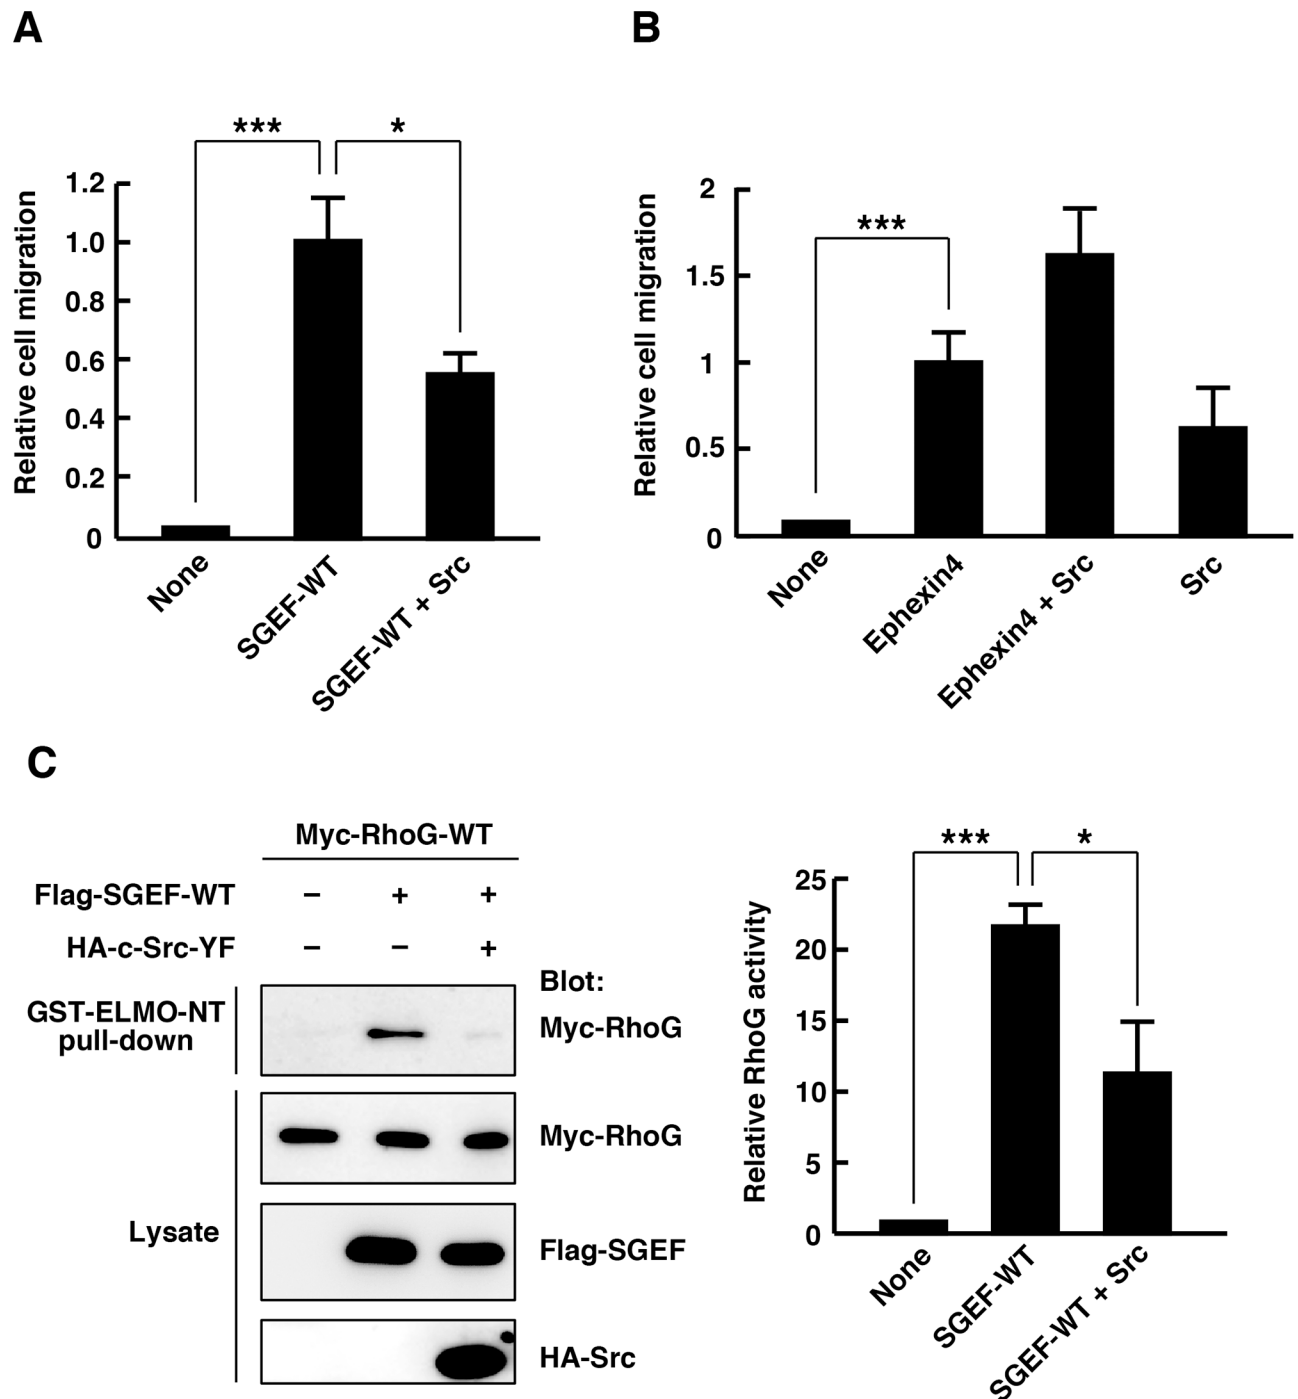 A
*** *
Relative cell migration
1.2
1.0
0.8
0.6
0.4
0.2
0
None
SGEF-WT
SGEF-WT + Src
B
***
Relative cell migration
2
1.5
1
0.5
0
None
Ephexin4
Ephexin4 + Src
Src
C
Myc-RhoG-WT
Flag-SGEF-WT − + +
HA-c-Src-YF − − +
Blot:
GST-ELMO-NT
pull-down
Myc-RhoG
Myc-RhoG
Lysate
Flag-SGEF
HA-Src
*** *
Relative RhoG activity
25
20
15
10
5
0
None
SGEF-WT
SGEF-WT + Src